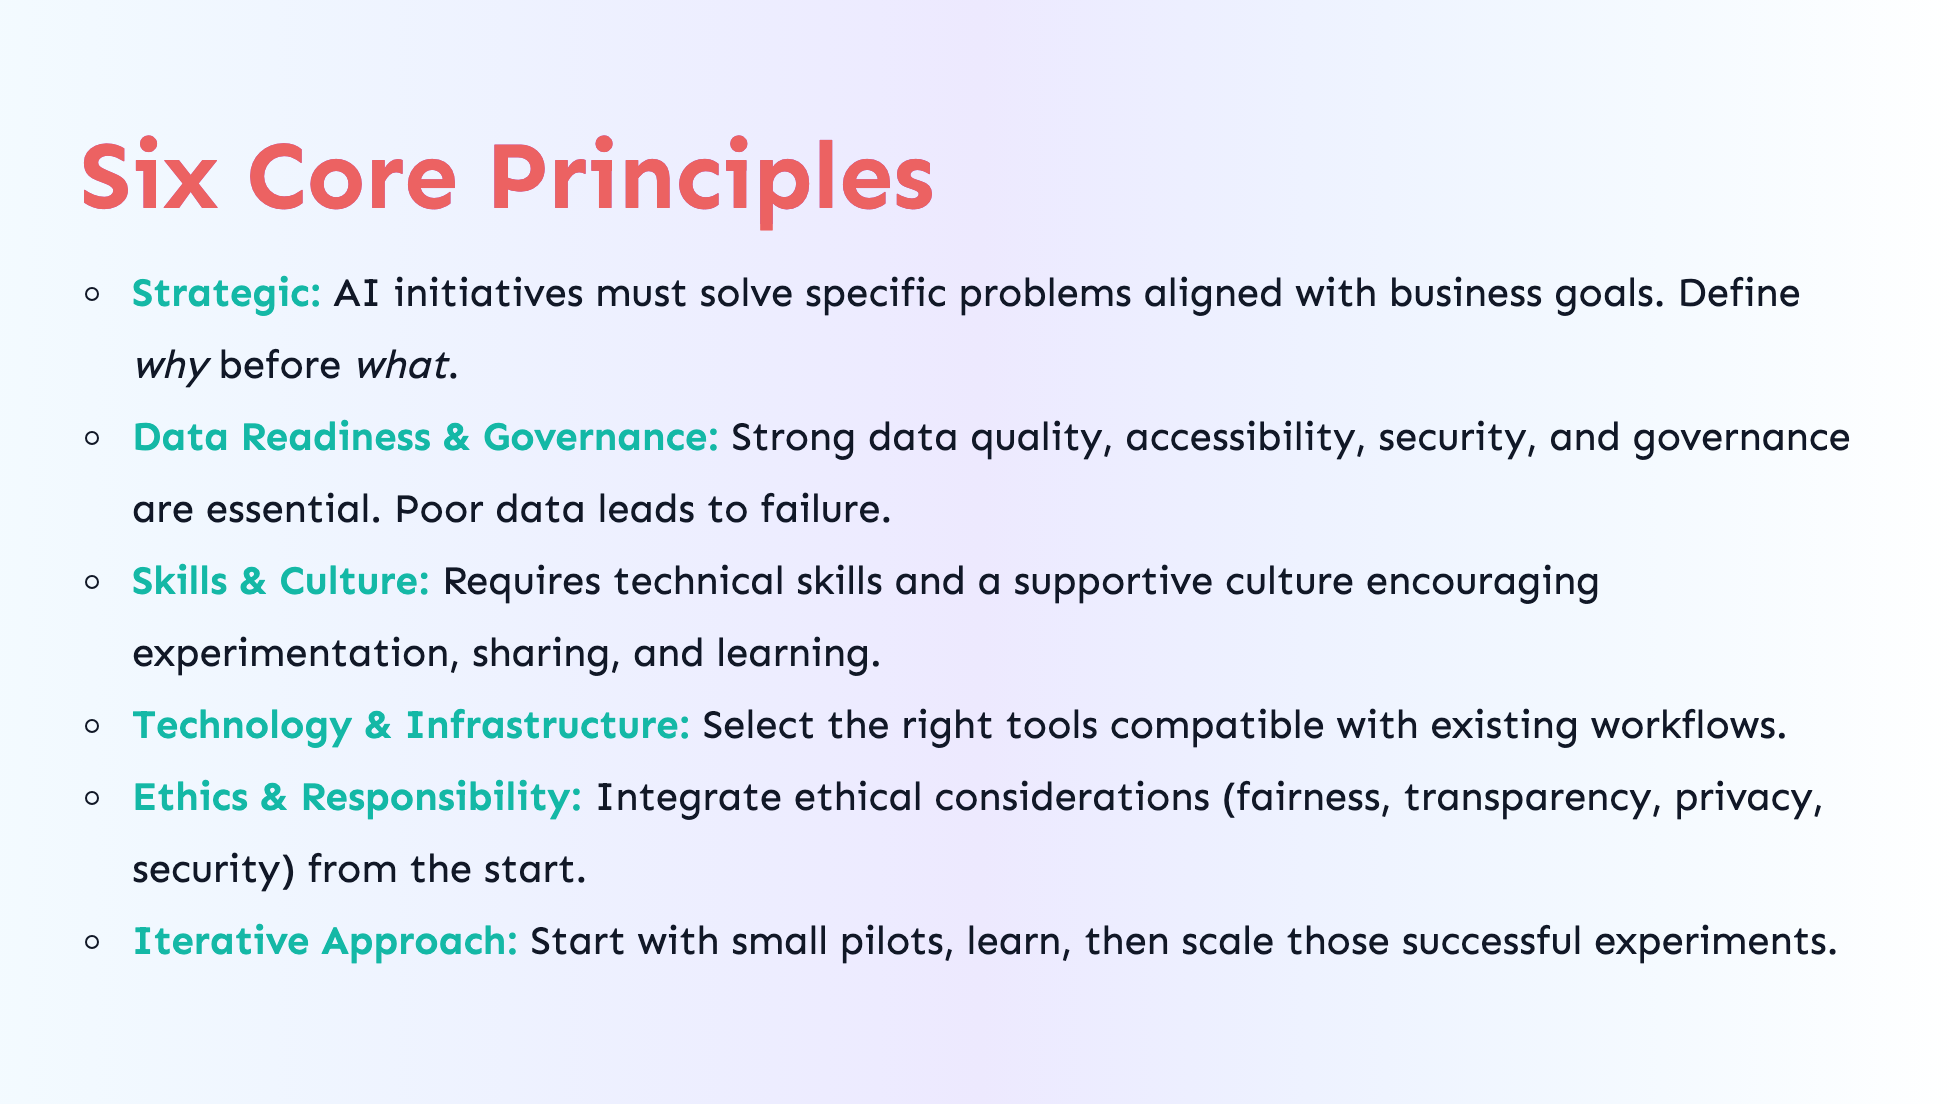 Six Core Principles
Strategic: AI initiatives must solve specific problems aligned with business goals. Define
why before what.
Data Readiness & Governance: Strong data quality, accessibility, security, and governance
are essential. Poor data leads to failure.
Skills & Culture: Requires technical skills and a supportive culture encouraging
experimentation, sharing, and learning.
Technology & Infrastructure: Select the right tools compatible with existing workflows.
Ethics & Responsibility: Integrate ethical considerations (fairness, transparency, privacy,
security) from the start.
Iterative Approach: Start with small pilots, learn, then scale those successful experiments.